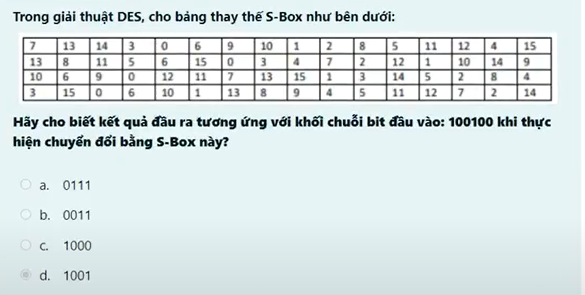 Trong giải thuật DES, cho bảng thay thế S-Box như bên dưới:
7 13 14 3 0 6 9 10 1 2 8 5 11 12 4 15
13 8 11 5 6 15 0 3 4 7 2 12 1 10 14 9
10 6 9 0 12 11 7 13 15 1 3 14 5 2 8 4
3 15 0 6 10 1 13 8 9 4 5 11 12 7 2 14
Hãy cho biết kết quả đầu ra tương ứng với khối chuỗi bit đầu vào: 100100 khi thực
hiện chuyển đổi bằng S-Box này?
a. 0111
b. 0011
c. 1000
d. 1001